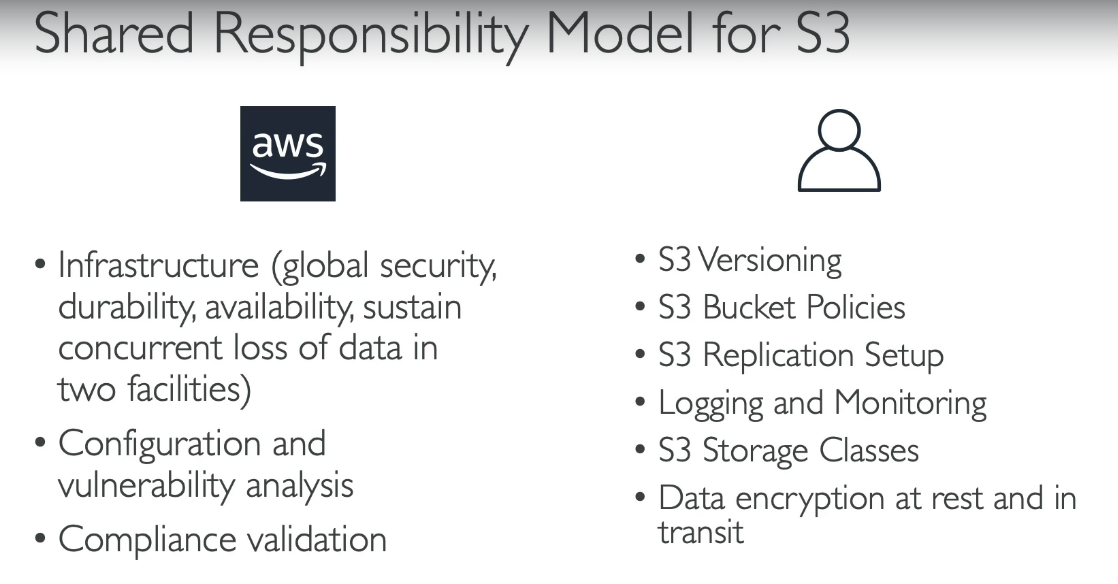 Shared Responsibility Model for S3
aws
• Infrastructure (global security,
durability, availability, sustain
concurrent loss of data in
two facilities)
• Configuration and
vulnerability analysis
• Compliance validation
• S3 Versioning
• S3 Bucket Policies
• S3 Replication Setup
• Logging and Monitoring
• S3 Storage Classes
• Data encryption at rest and in
transit